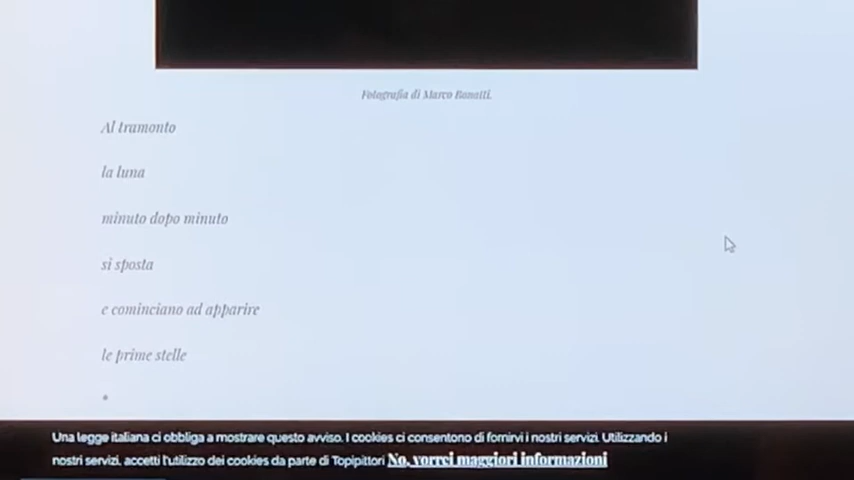 Fotografia di Marco Bonatti.
Al tramonto
la luna
minuto dopo minuto
si sposta
e cominciano ad apparire
le prime stelle
*
Una legge italiana ci obbliga a mostrare questo avviso. I cookies ci consentono di fornirvi i nostri servizi. Utilizzando i
nostri servizi, accetti l'utilizzo dei cookies da parte di Topipittori No, vorrei maggiori informazioni